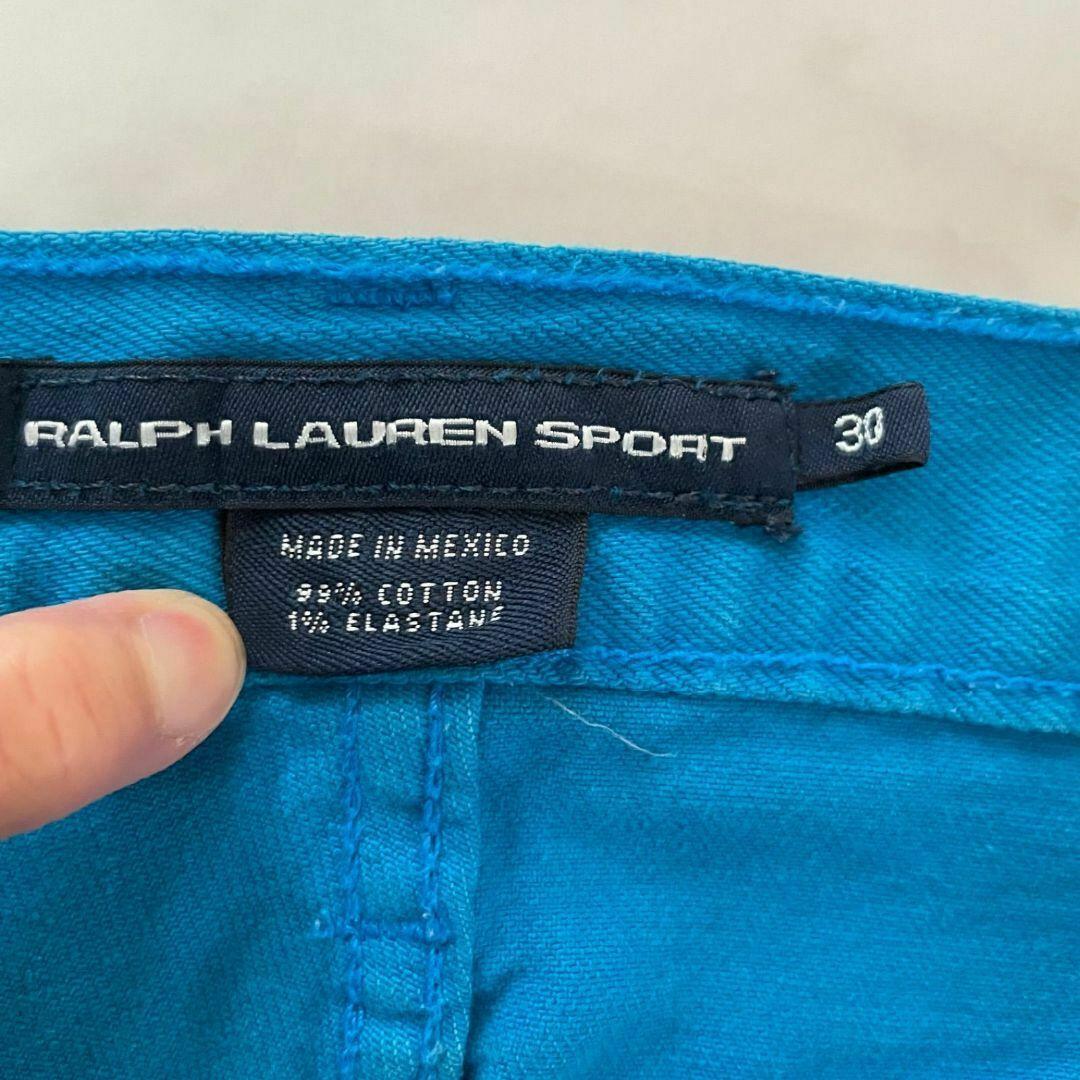 RALPH LAUREN SPORT
30
MADE IN MEXICO
99% COTTON
1% ELASTANE